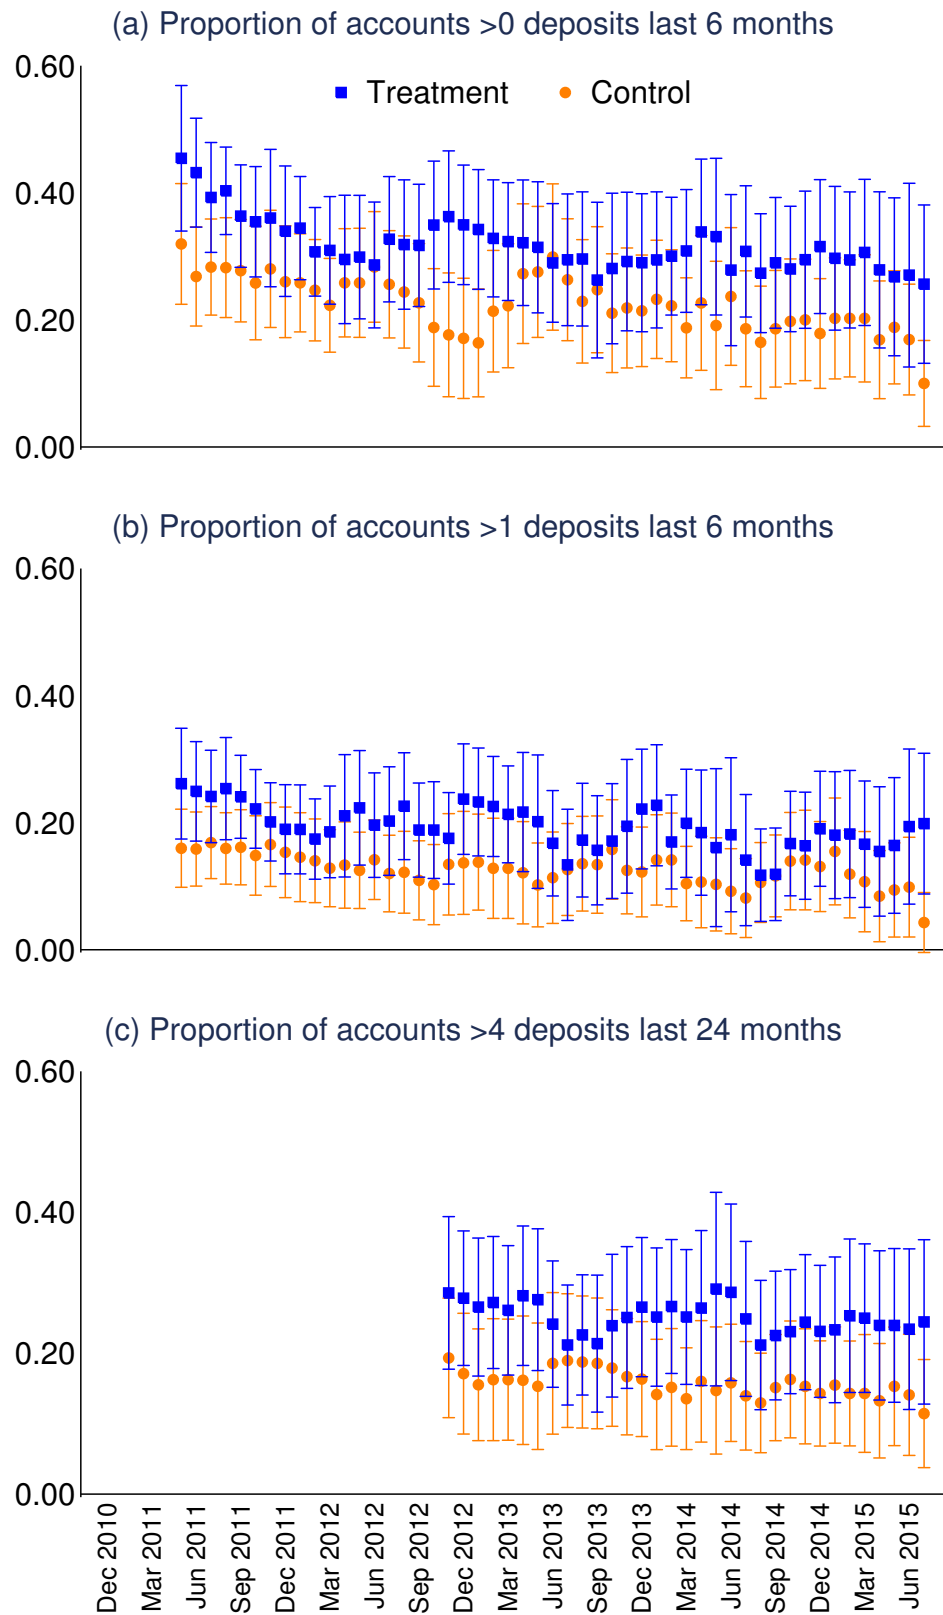 (a) Proportion of accounts >0 deposits last 6 months
0.60
Treatment Control
0.40
0.20
0.00
(b) Proportion of accounts >1 deposits last 6 months
0.60
0.40
0.20
0.00
(c) Proportion of accounts >4 deposits last 24 months
0.60
0.40
0.20
0.00
Dec 2010
Mar 2011
Jun 2011
Sep 2011
Dec 2011
Mar 2012
Jun 2012
Sep 2012
Dec 2012
Mar 2013
Jun 2013
Sep 2013
Dec 2013
Mar 2014
Jun 2014
Sep 2014
Dec 2014
Mar 2015
Jun 2015